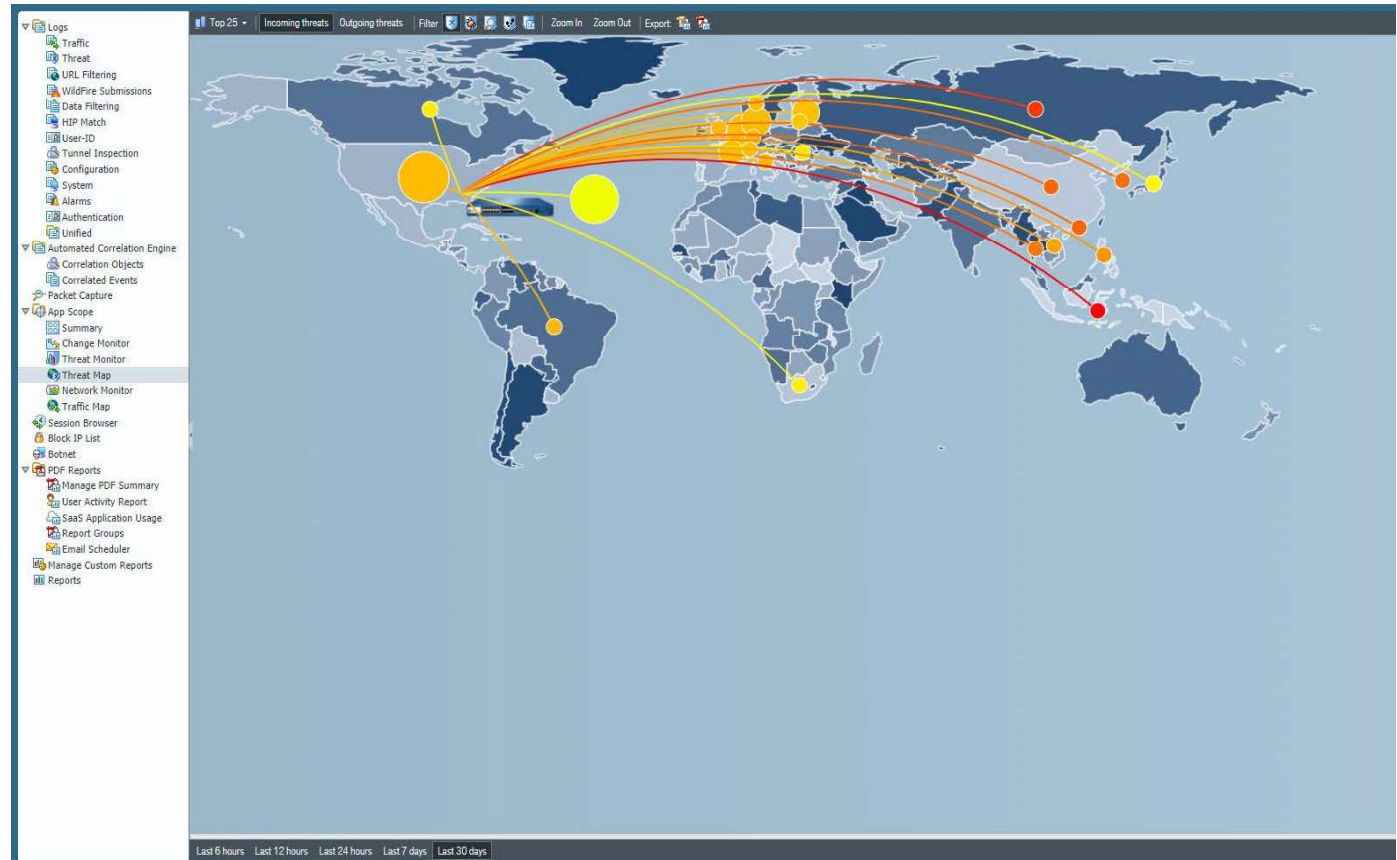 Logs
Traffic
Threat
URL Filtering
WildFire Submissions
Data Filtering
HIP Match
User-ID
Tunnel Inspection
Configuration
System
Alarms
Authentication
Unified
Automated Correlation Engine
Correlation Objects
Correlated Events
Packet Capture
App Scope
Summary
Change Monitor
Threat Monitor
Threat Map
Network Monitor
Traffic Map
Session Browser
Block IP List
Botnet
PDF Reports
Manage PDF Summary
User Activity Report
SaaS Application Usage
Report Groups
Email Scheduler
Manage Custom Reports
Reports
Top 25 Incoming threats Outgoing threats Filter Zoom In Zoom Out Export:
Last 6 hours Last 12 hours Last 24 hours Last 7 days Last 30 days